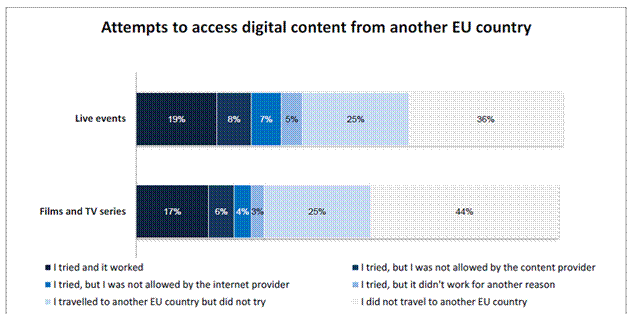 Attempts to access digital content from another EU country
Live events
19% 8% 7% 5% 25% 36%
Films and TV series
17% 6% 4% 3% 25% 44%
I tried and it worked
I tried, but I was not allowed by the content provider
I tried, but I was not allowed by the internet provider
I tried, but it didn't work for another reason
I travelled to another EU country but did not try
I did not travel to another EU country